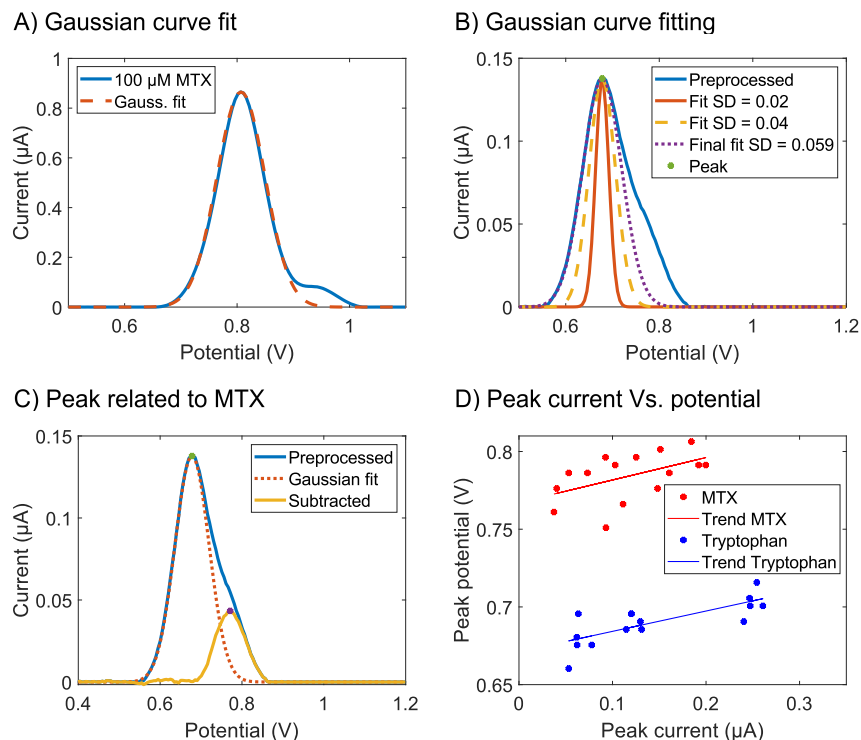 A) Gaussian curve fit
1
0.8
0.6
0.4
0.2
0
0.6
0.8
1
Current (µA)
Potential (V)
100 µM MTX
Gauss. fit
B) Gaussian curve fitting
0.15
0.1
0.05
0
0.6
0.8
1
1.2
Current (µA)
Potential (V)
Preprocessed
Fit SD = 0.02
Fit SD = 0.04
Final fit SD = 0.059
Peak
C) Peak related to MTX
0.15
0.1
0.05
0
0.4
0.6
0.8
1
1.2
Current (µA)
Potential (V)
Preprocessed
Gaussian fit
Subtracted
D) Peak current Vs. potential
0.8
0.75
0.7
0.65
0
0.1
0.2
0.3
Peak potential (V)
Peak current (µA)
MTX
Trend MTX
Tryptophan
Trend Tryptophan